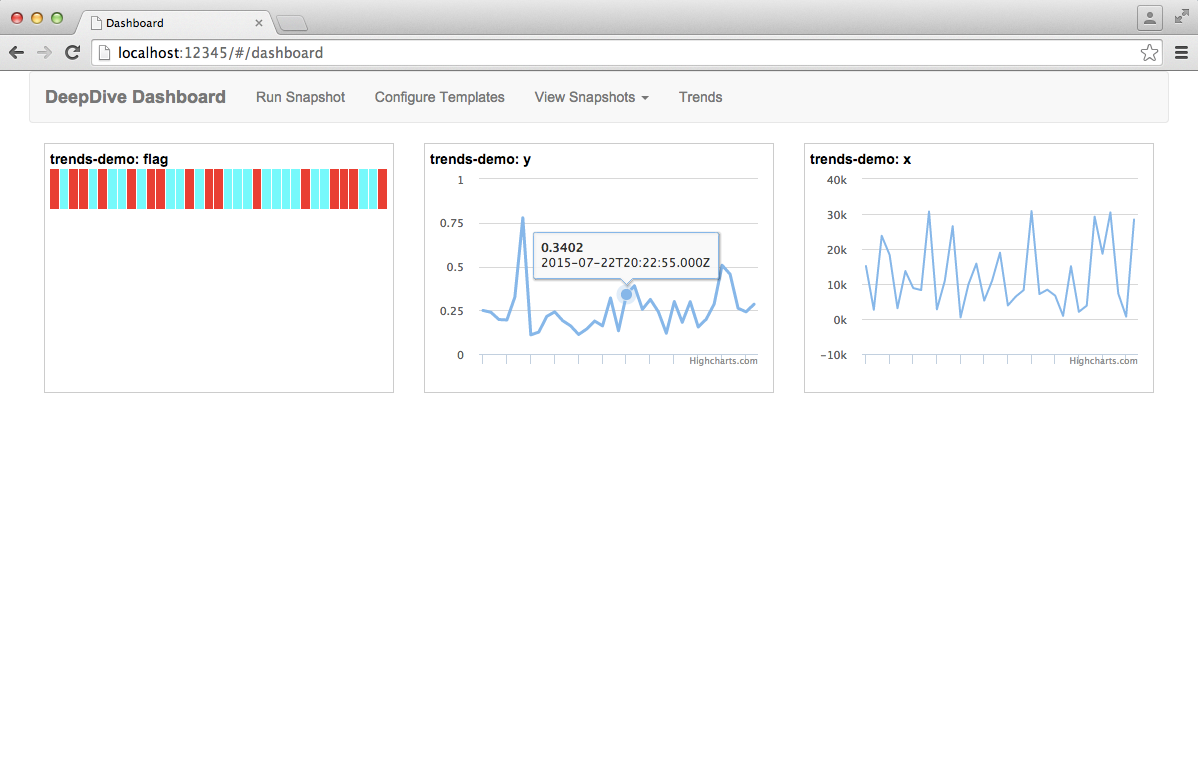 Dashboard
localhost:12345/#/dashboard
DeepDive Dashboard Run Snapshot Configure Templates View Snapshots Trends
trends-demo: flag
trends-demo: y
1
0.75
0.5
0.25
0
0.3402
2015-07-22T20:22:55.000Z
Highcharts.com
trends-demo: x
40k
30k
20k
10k
0k
-10k
Highcharts.com